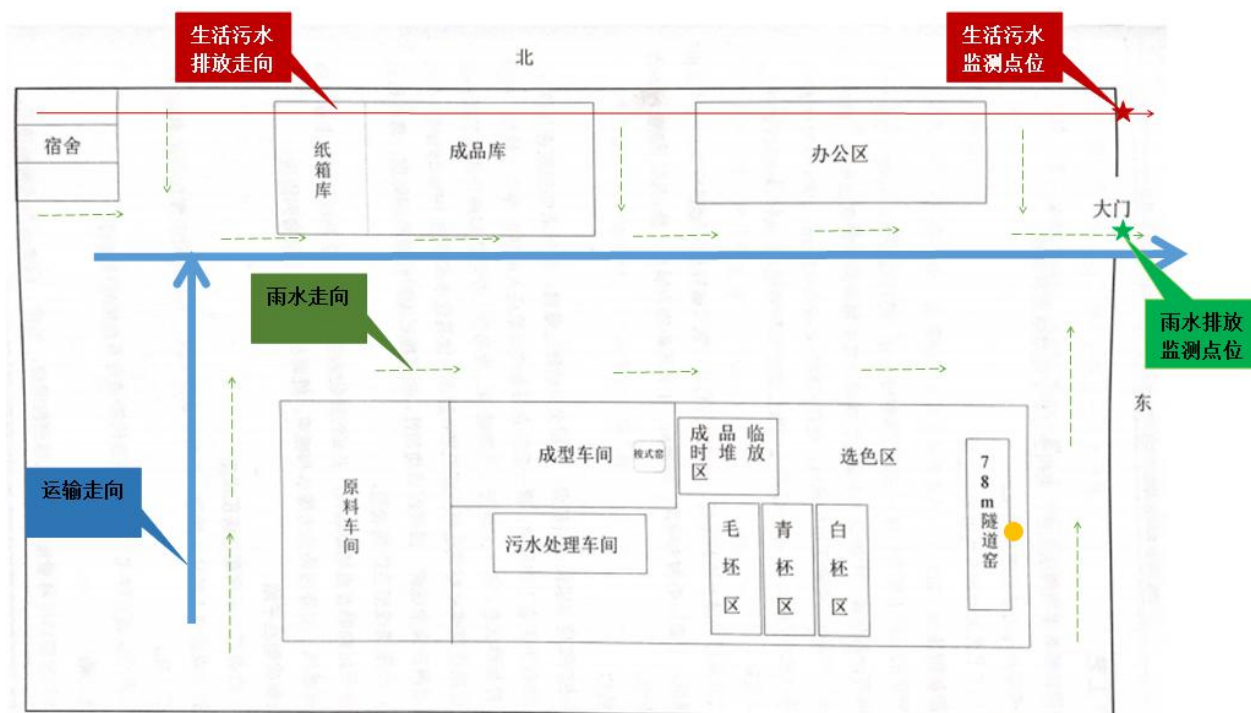 生活污水
排放走向
北
生活污水
监测点位
宿舍
纸箱库
成品库
办公区
大门
雨水走向
雨水排放
监测点位
东
运输走向
原料车间
成型车间
梭式窑
成品临
时堆放
区
选色区
78m隧道窑
污水处理车间
毛坯区
青杯区
白杯区